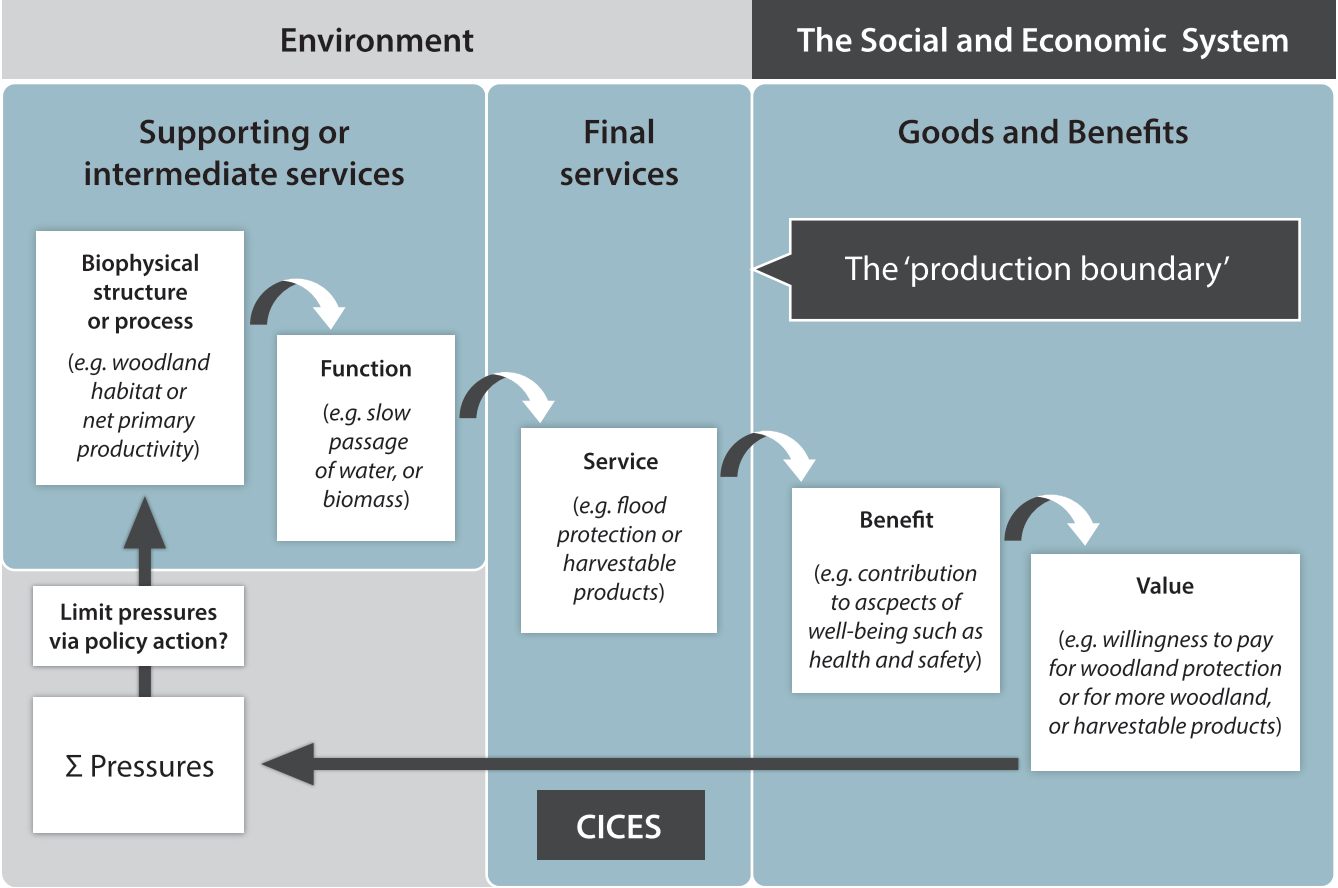 Environment
The Social and Economic System
Supporting or
intermediate services
Final
services
Goods and Benefits
The ‘production boundary’
Biophysical
structure
or process
(e.g. woodland
habitat or
net primary
productivity)
Function
(e.g. slow
passage
of water, or
biomass)
Service
(e.g. flood
protection or
harvestable
products)
Benefit
(e.g. contribution
to ascpects of
well-being such as
health and safety)
Value
(e.g. willingness to pay
for woodland protection
or for more woodland,
or harvestable products)
Limit pressures
via policy action?
Σ Pressures
CICES